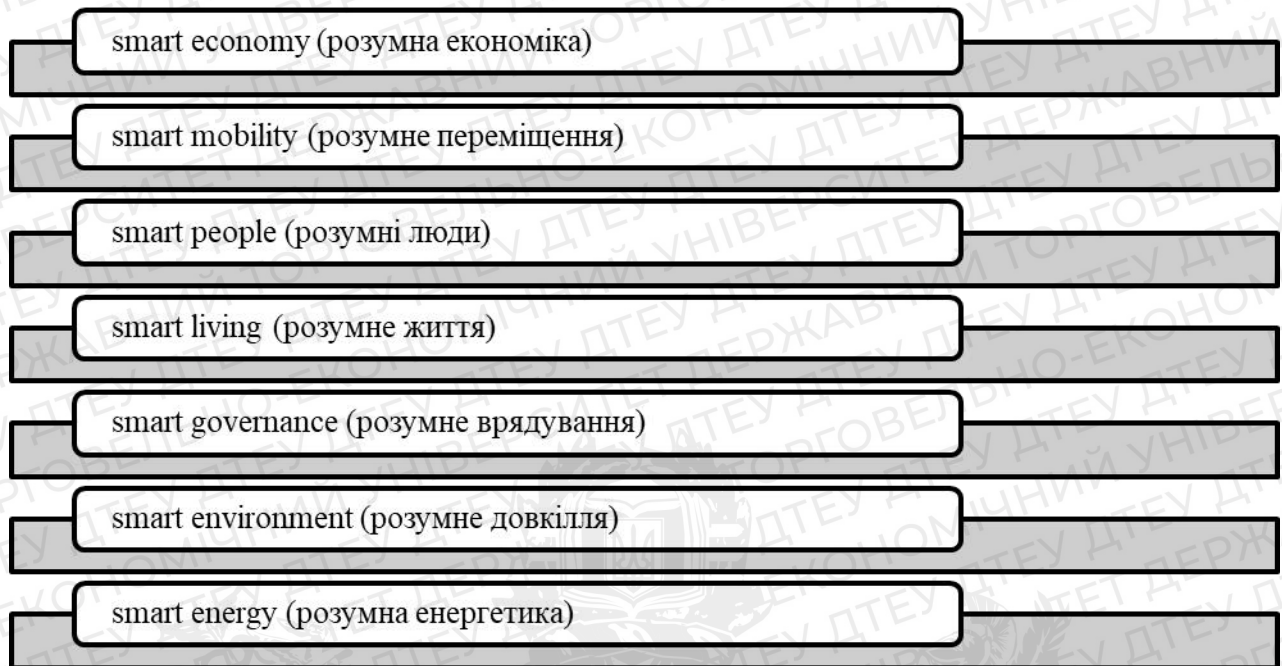 smart economy (розумна економіка)
smart mobility (розумне переміщення)
smart people (розумні люди)
smart living (розумне життя)
smart governance (розумне врядування)
smart environment (розумне довкілля)
smart energy (розумна енергетика)